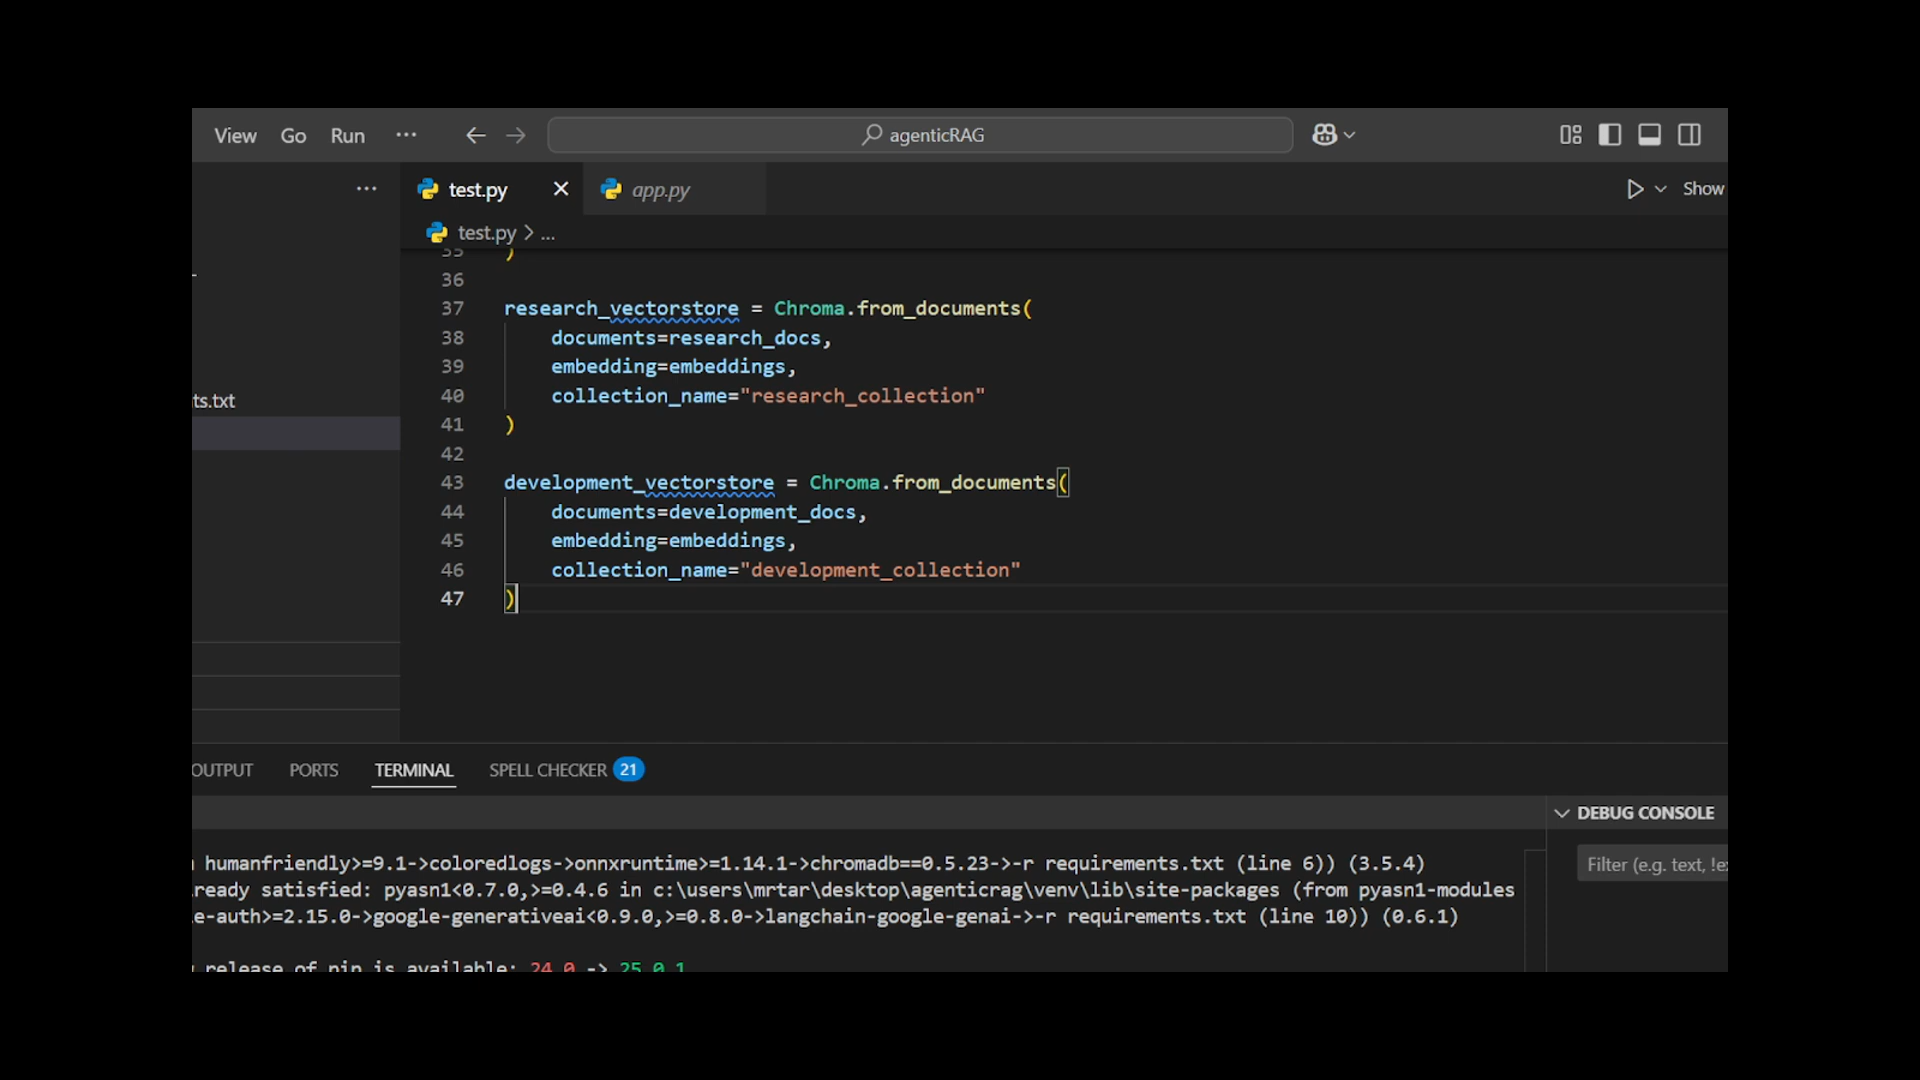 View Go Run ··· ← → agenticRAG
··· test.py × app.py Show
test.py > ...
35 )
36
37 research_vectorstore = Chroma.from_documents(
38     documents=research_docs,
39     embedding=embeddings,
40     collection_name="research_collection"
ts.txt
41 )
42
43 development_vectorstore = Chroma.from_documents(
44     documents=development_docs,
45     embedding=embeddings,
46     collection_name="development_collection"
47 )
OUTPUT PORTS TERMINAL SPELL CHECKER 21
DEBUG CONSOLE
humanfriendly>=9.1->coloredlogs->onnxruntime>=1.14.1->chromadb==0.5.23->-r requirements.txt (line 6)) (3.5.4)
Filter (e.g. text, !ex
ready satisfied: pyasn1<0.7.0,>=0.4.6 in c:\users\mrtar\desktop\agenticrag\venv\lib\site-packages (from pyasn1-modules
e-auth>=2.15.0->google-generativeai<0.9.0,>=0.8.0->langchain-google-genai->-r requirements.txt (line 10)) (0.6.1)
release of pip is available: 24.0 -> 25.0.1